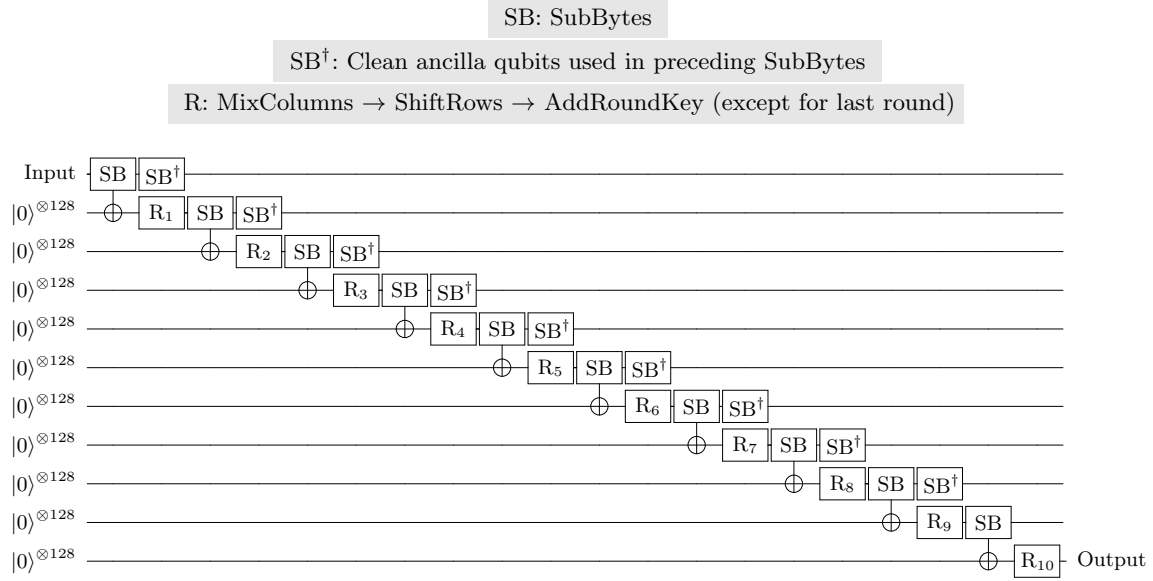 SB: SubBytes
SB†: Clean ancilla qubits used in preceding SubBytes
R: MixColumns → ShiftRows → AddRoundKey (except for last round)
Input SB SB†
|0⟩⊗128 R₁ SB SB†
|0⟩⊗128 R₂ SB SB†
|0⟩⊗128 R₃ SB SB†
|0⟩⊗128 R₄ SB SB†
|0⟩⊗128 R₅ SB SB†
|0⟩⊗128 R₆ SB SB†
|0⟩⊗128 R₇ SB SB†
|0⟩⊗128 R₈ SB SB†
|0⟩⊗128 R₉ SB
|0⟩⊗128 R₁₀ Output